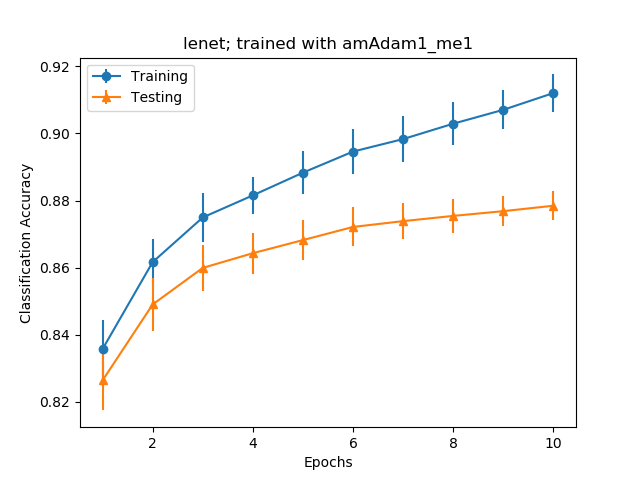 lenet; trained with amAdam1_me1
Training
Testing
0.92
0.90
0.88
0.86
0.84
0.82
Classification Accuracy
2
4
6
8
10
Epochs